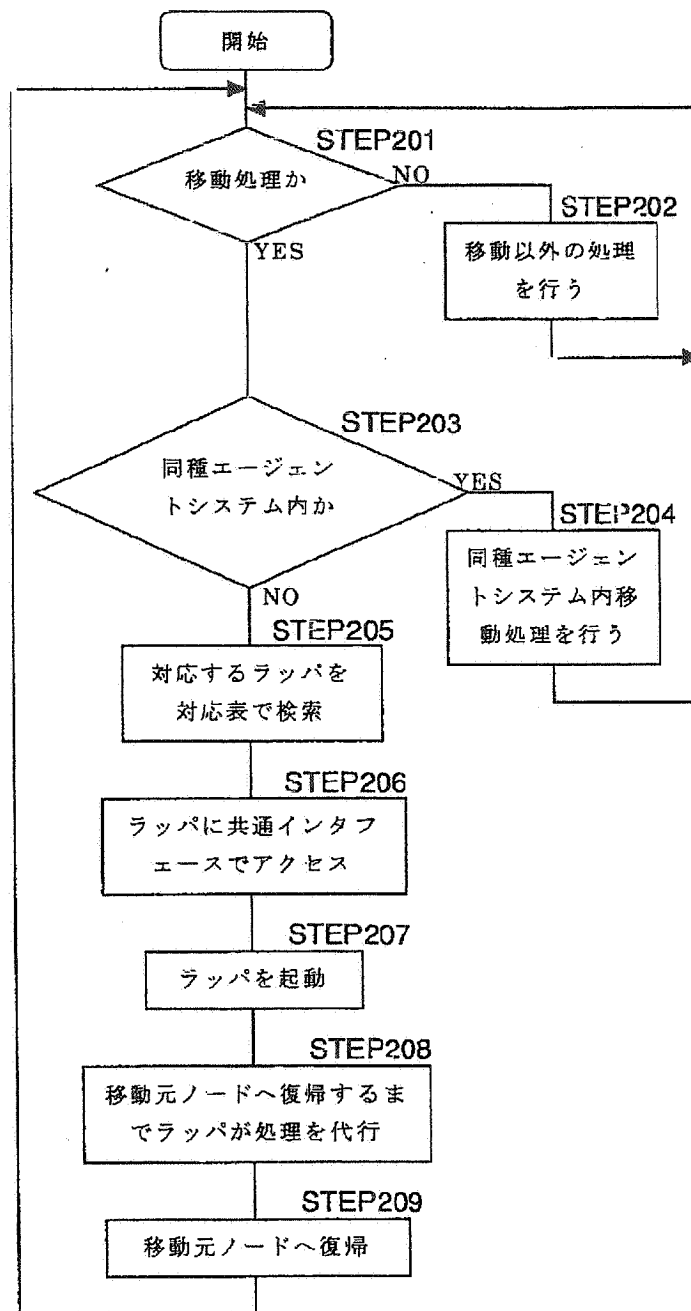 開始
STEP201
移動処理か
NO
YES
STEP202
移動以外の処理
を行う
STEP203
同種エージェン
トシステム内か
YES
NO
STEP204
同種エージェン
トシステム内移
動処理を行う
STEP205
対応するラッパを
対応表で検索
STEP206
ラッパに共通インタフ
ェースでアクセス
STEP207
ラッパを起動
STEP208
移動元ノードへ復帰するま
でラッパが処理を代行
STEP209
移動元ノードへ復帰